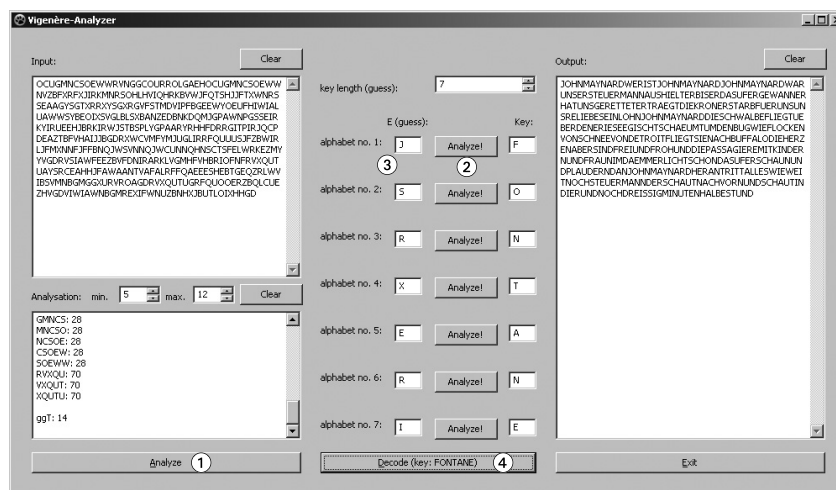 Vigenère-Analyzer
Input:
Clear
OCUGMNCSOEWWRVNGGCOURROLGAEHOCUGMNCSOEWW
NVZBFXRFXJIRKMNRSOHLHVIQHRKBVWJFQTSHJJFTXWNRS
SEAAGYSGTXRRXYSGXRGVFSTMDVIPFBGEEWYOEUFHIWIAL
UAWWSYBEOIXSVGLBLSXBANZEDBNKDQMJGPAWNPGSSEIR
KYIRUEEHJBRKIRWJSTBSPLYGPAARYRHHFDRRGITPIRJQCP
DEAZTBFVHAIJJBGDRXWCVMFYMJUGLIRRFQUUUSJFZBWIR
LJFMXNNFJFFBNQJWSVNNQJWCUNNQHNSCTSFELWRKEZMY
YVGDRVSIAWFEEZBVFDNIRARKLVGMHFVHBRIOFNFRVXQUT
UAYSRCEAHHJFAWAANTVAFALRFFQAEEESHEBTGEQZRLWV
IBSVMNBGMGGXURVROAGDRVXQUTUGRFQUOOERZBQLCUE
ZHVGDVIWIAWNBGMREXIFWNUZBNHXJBUTLOIXHHGD
Analysation: min. 5 max. 12 Clear
GMNCS: 28
MNCSO: 28
NCSOE: 28
CSOEW: 28
SOEWW: 28
RVXQU: 70
VXQUT: 70
XQUTU: 70
ggT: 14
Analyze 1
key length (guess): 7
E (guess): Key:
alphabet no. 1: J Analyze! F
3 2
alphabet no. 2: S Analyze! O
alphabet no. 3: R Analyze! N
alphabet no. 4: X Analyze! T
alphabet no. 5: E Analyze! A
alphabet no. 6: R Analyze! N
alphabet no. 7: I Analyze! E
Decode (key: FONTANE) 4
Output:
Clear
JOHNMAYNARDWERISTJOHNMAYNARDJOHNMAYNARDWAR
UNSERSTEUERMANNAUSHIELTERBISERDASUFERGEWANNER
HATUNSGERETTETERTRAEGTDIEKRONERSTARBFUERUNSUN
SRELIEBESEINLOHNJOHNMAYNARDDIESCHWALBEFLIEGTUE
BERDENERIESEEGISCHTSCHAEUMTUMDENBUGWIEFLOCKEN
VONSCHNEEVONDETROITFLIEGTSIENACHBUFFALODIEHERZ
ENABERSINDFREIUNDFROHUNDDIEPASSAGIEREMITKINDER
NUNDFRAUNIMDAEMMERLICHTSCHONDASUFERSCHAUNUN
DPLAUDERNDANJOHNMAYNARDHERANTRITTALLESWIEWEI
TNOCHSTEUERMANNDERSCHAUTNACHVORNUNDSCHAUTIN
DIERUNDNOCHDREISSIGMINUTENHALBESTUND
Exit